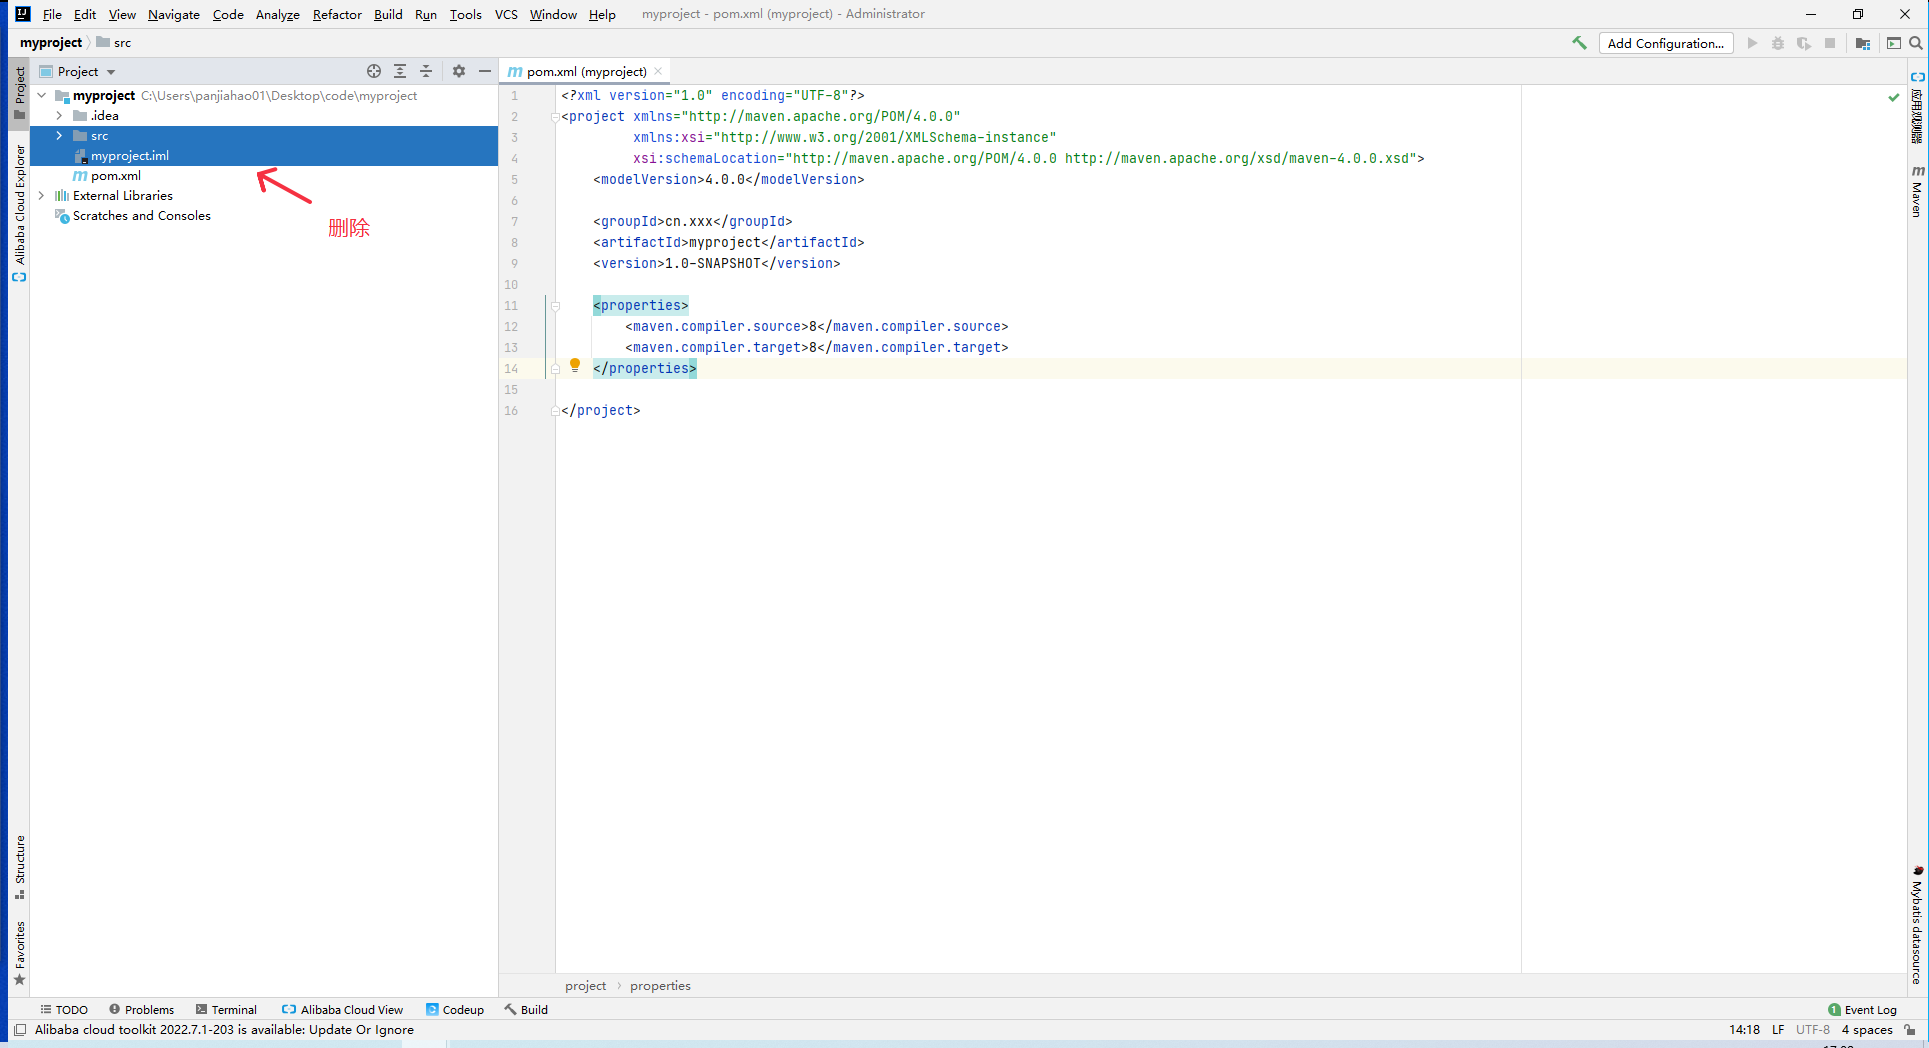 File Edit View Navigate Code Analyze Refactor Build Run Tools VCS Window Help myproject - pom.xml (myproject) - Administrator
myproject src
Add Configuration...
Project
pom.xml (myproject)
myproject C:\Users\panjiahao01\Desktop\code\myproject
.idea
src
myproject.iml
pom.xml
External Libraries
Scratches and Consoles
删除
1 <?xml version="1.0" encoding="UTF-8"?>
2 <project xmlns="http://maven.apache.org/POM/4.0.0"
3 xmlns:xsi="http://www.w3.org/2001/XMLSchema-instance"
4 xsi:schemaLocation="http://maven.apache.org/POM/4.0.0 http://maven.apache.org/xsd/maven-4.0.0.xsd">
5 <modelVersion>4.0.0</modelVersion>
6
7 <groupId>cn.xxx</groupId>
8 <artifactId>myproject</artifactId>
9 <version>1.0-SNAPSHOT</version>
10
11 <properties>
12 <maven.compiler.source>8</maven.compiler.source>
13 <maven.compiler.target>8</maven.compiler.target>
14 </properties>
15
16 </project>
Project
Alibaba Cloud Explorer
Structure
Favorites
应用观测器
Maven
Mybatis datasource
project properties
TODO Problems Terminal Alibaba Cloud View Codeup Build
1 Event Log
Alibaba cloud toolkit 2022.7.1-203 is available: Update Or Ignore
14:18 LF UTF-8 4 spaces